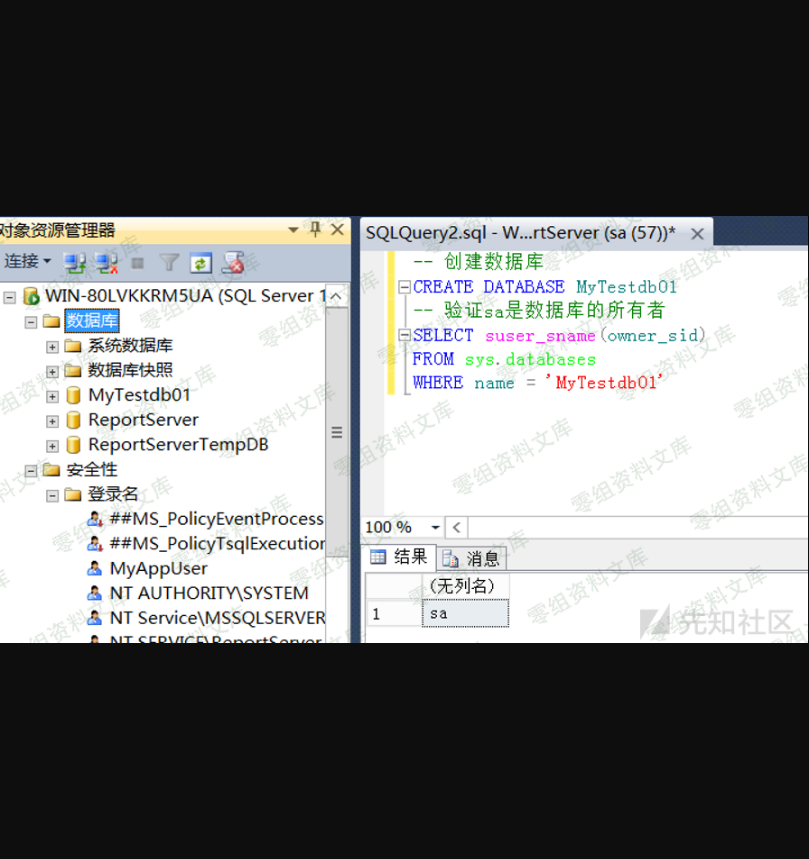 对象资源管理器
连接
WIN-80LVKKRM5UA (SQL Server 1
数据库
系统数据库
数据库快照
MyTestdb01
ReportServer
ReportServerTempDB
安全性
登录名
##MS_PolicyEventProcess
##MS_PolicyTsqlExecution
MyAppUser
NT AUTHORITY\SYSTEM
NT Service\MSSQLSERVER
NT SERVICE\ReportServer
SQLQuery2.sql - W...rtServer (sa (57))*
-- 创建数据库
CREATE DATABASE MyTestdb01
-- 验证sa是数据库的所有者
SELECT suser_sname(owner_sid)
FROM sys.databases
WHERE name = 'MyTestdb01'
100 %
结果 消息
(无列名)
1 sa
零组资料文库
先知社区